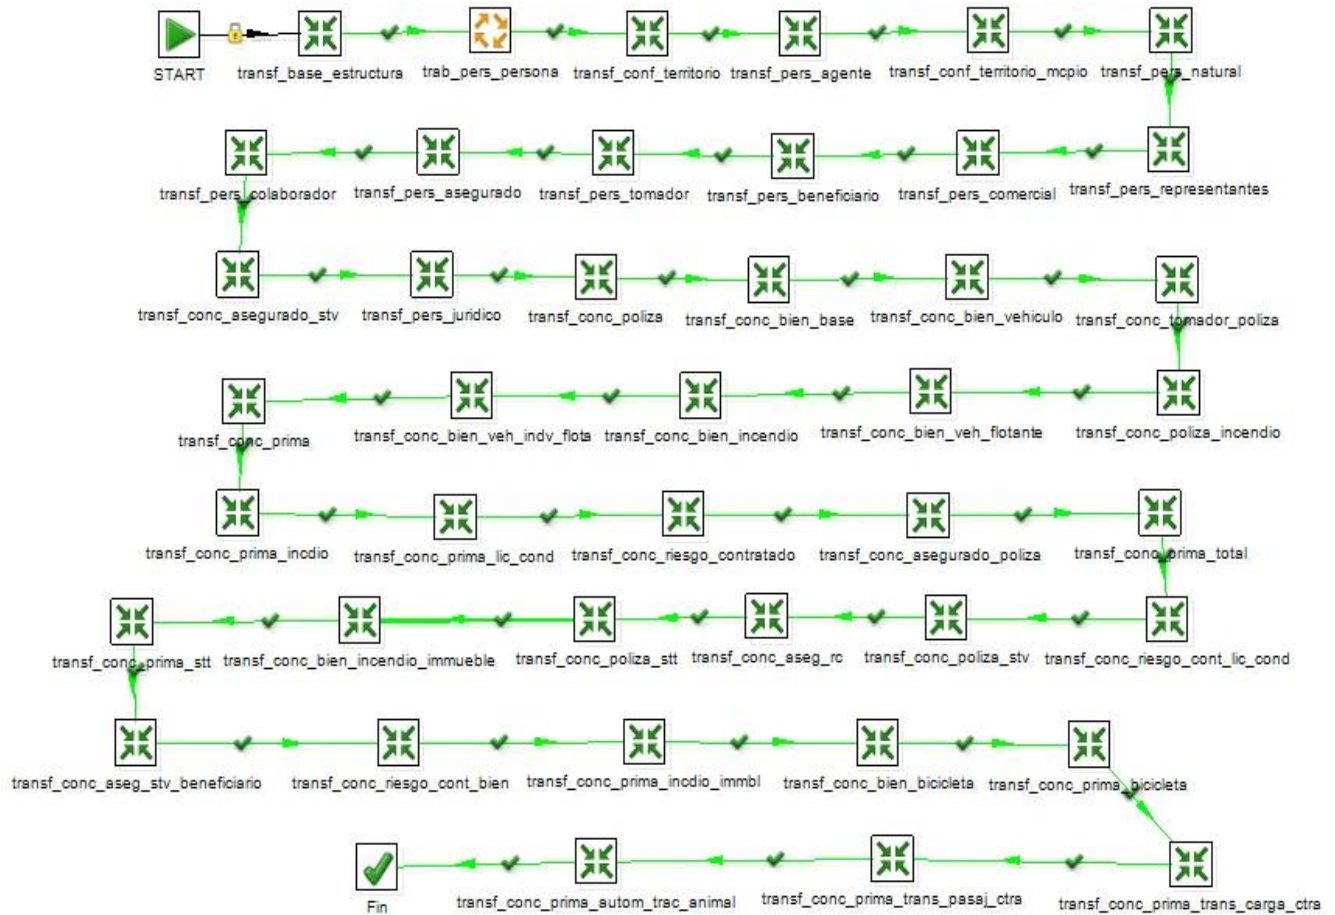 START
transf_base_estructura
trab_pers_persona
transf_conf_territorio
transf_pers_agente
transf_conf_territorio_mcpio
transf_pers_natural
transf_pers_colaborador
transf_pers_asegurado
transf_pers_tomador
transf_pers_beneficiario
transf_pers_comercial
transf_pers_representantes
transf_conc_asegurado_stv
transf_pers_juridico
transf_conc_poliza
transf_conc_bien_base
transf_conc_bien_vehiculo
transf_conc_tomador_poliza
transf_conc_prima
transf_conc_bien_veh_indv_flota
transf_conc_bien_incendio
transf_conc_bien_veh_flotante
transf_conc_poliza_incendio
transf_conc_prima_incdio
transf_conc_prima_lic_cond
transf_conc_riesgo_contratado
transf_conc_asegurado_poliza
transf_conc_prima_total
transf_conc_prima_stt
transf_conc_bien_incendio_immueble
transf_conc_poliza_stt
transf_conc_aseg_rc
transf_conc_poliza_stv
transf_conc_riesgo_cont_lic_cond
transf_conc_aseg_stv_beneficiario
transf_conc_riesgo_cont_bien
transf_conc_prima_incdio_immbl
transf_conc_bien_bicicleta
transf_conc_prima_bicicleta
Fin
transf_conc_prima_autom_trac_animal
transf_conc_prima_trans_pasaj_ctra
transf_conc_prima_trans_carga_ctra